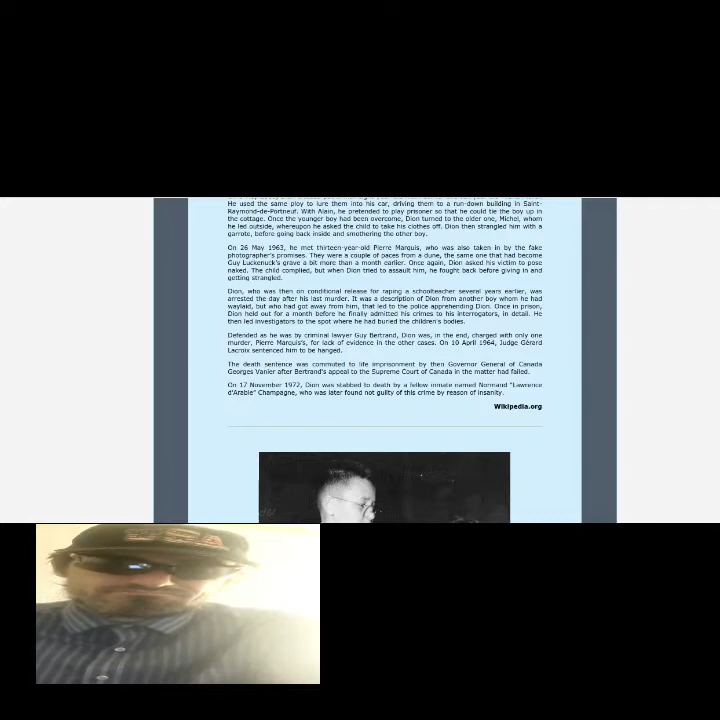 He used the same ploy to lure them into his car, driving them to a run-down building in Saint-
Raymond-de-Portneuf. With Alain, he pretended to play prisoner so that he could tie the boy up in
the cottage. Once the younger boy had been overcome, Dion turned to the older one, Michel, whom
he led outside, whereupon he asked the child to take his clothes off. Dion then strangled him with a
garrote, before going back inside and smothering the other boy.
On 26 May 1963, he met thirteen-year-old Pierre Marquis, who was also taken in by the fake
photographer's promises. They were a couple of paces from a dune, the same one that had become
Guy Luckenuck's grave a bit more than a month earlier. Once again, Dion asked his victim to pose
naked. The child complied, but when Dion tried to assault him, he fought back before giving in and
getting strangled.
Dion, who was then on conditional release for raping a schoolteacher several years earlier, was
arrested the day after his last murder. It was a description of Dion from another boy whom he had
waylaid, but who had got away from him, that led to the police apprehending Dion. Once in prison,
Dion held out for a month before he finally admitted his crimes to his interrogators, in detail. He
then led investigators to the spot where he had buried the children's bodies.
Defended as he was by criminal lawyer Guy Bertrand, Dion was, in the end, charged with only one
murder, Pierre Marquis's, for lack of evidence in the other cases. On 10 April 1964, Judge Gérard
Lacroix sentenced him to be hanged.
The death sentence was commuted to life imprisonment by then Governor General of Canada
Georges Vanier after Bertrand's appeal to the Supreme Court of Canada in the matter had failed.
On 17 November 1972, Dion was stabbed to death by a fellow inmate named Normand "Lawrence
d'Arabie" Champagne, who was later found not guilty of this crime by reason of insanity.
Wikipedia.org